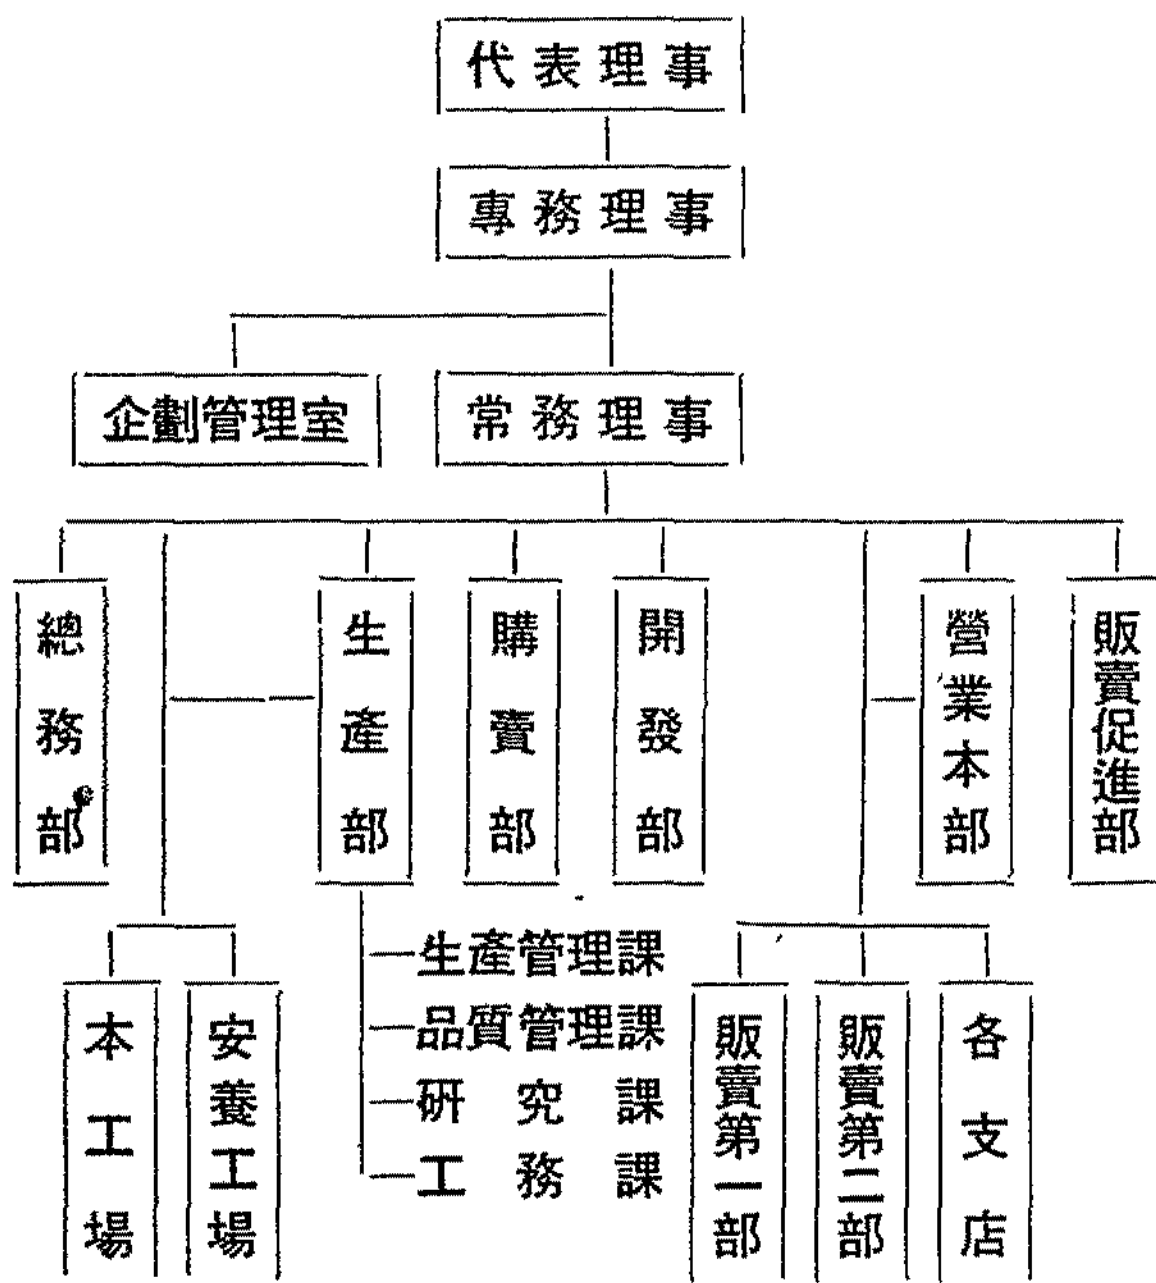 代表理事
專務理事
企劃管理室
常務理事
總務部
生產部
購賣部
開發部
營業本部
販賣促進部
本工場
安養工場
生產管理課
品質管理課
硏究課
工務課
販賣第一部
販賣第二部
各支店